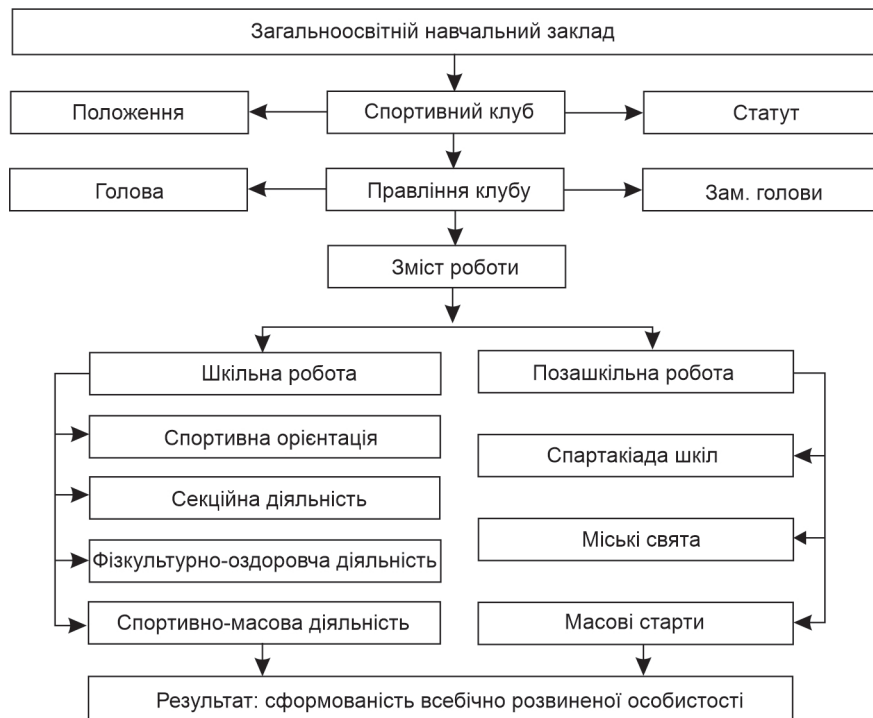 Загальноосвітній навчальний заклад
Положення
Спортивний клуб
Статут
Голова
Правління клубу
Зам. голови
Зміст роботи
Шкільна робота
Позашкільна робота
Спортивна орієнтація
Спартакіада шкіл
Секційна діяльність
Міські свята
Фізкультурно-оздоровча діяльність
Спортивно-масова діяльність
Масові старти
Результат: сформованість всебічно розвиненої особистості